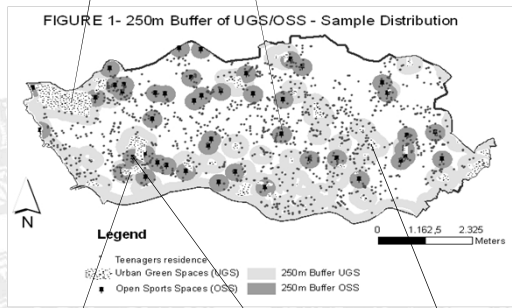 FIGURE 1- 250m Buffer of UGS/OSS - Sample Distribution
N
Legend
Teenagers residence
Urban Green Spaces (UGS)
250m Buffer UGS
Open Sports Spaces (OSS)
250m Buffer OSS
0 1.162,5 2.325
Meters